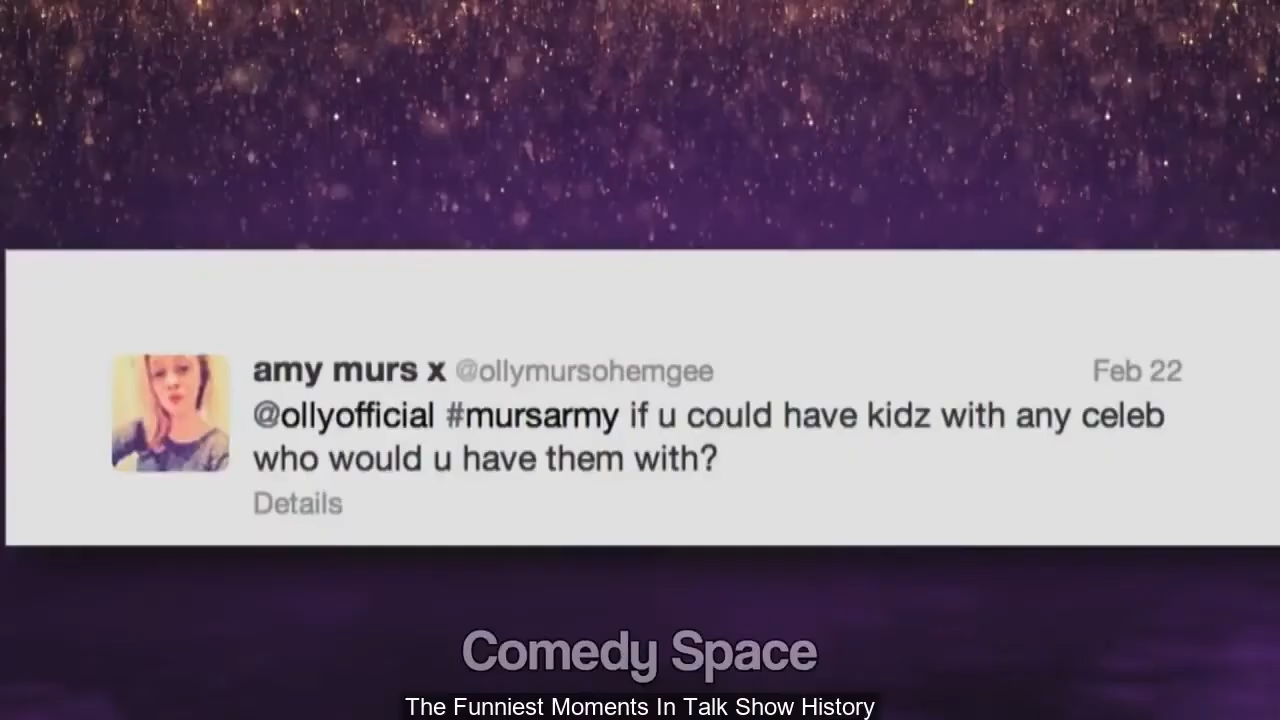 amy murs x @ollymursohemgee Feb 22
@ollyofficial #mursarmy if u could have kidz with any celeb
who would u have them with?
Details
Comedy Space
The Funniest Moments In Talk Show History